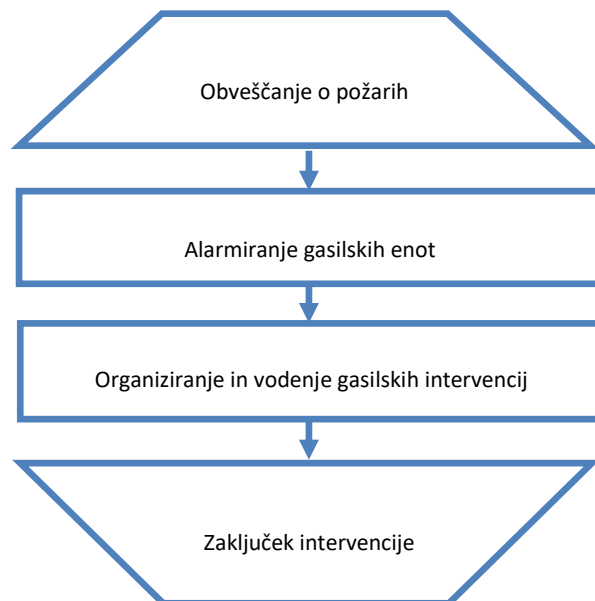 Obveščanje o požarih
Alarmiranje gasilskih enot
Organiziranje in vodenje gasilskih intervencij
Zaključek intervencije